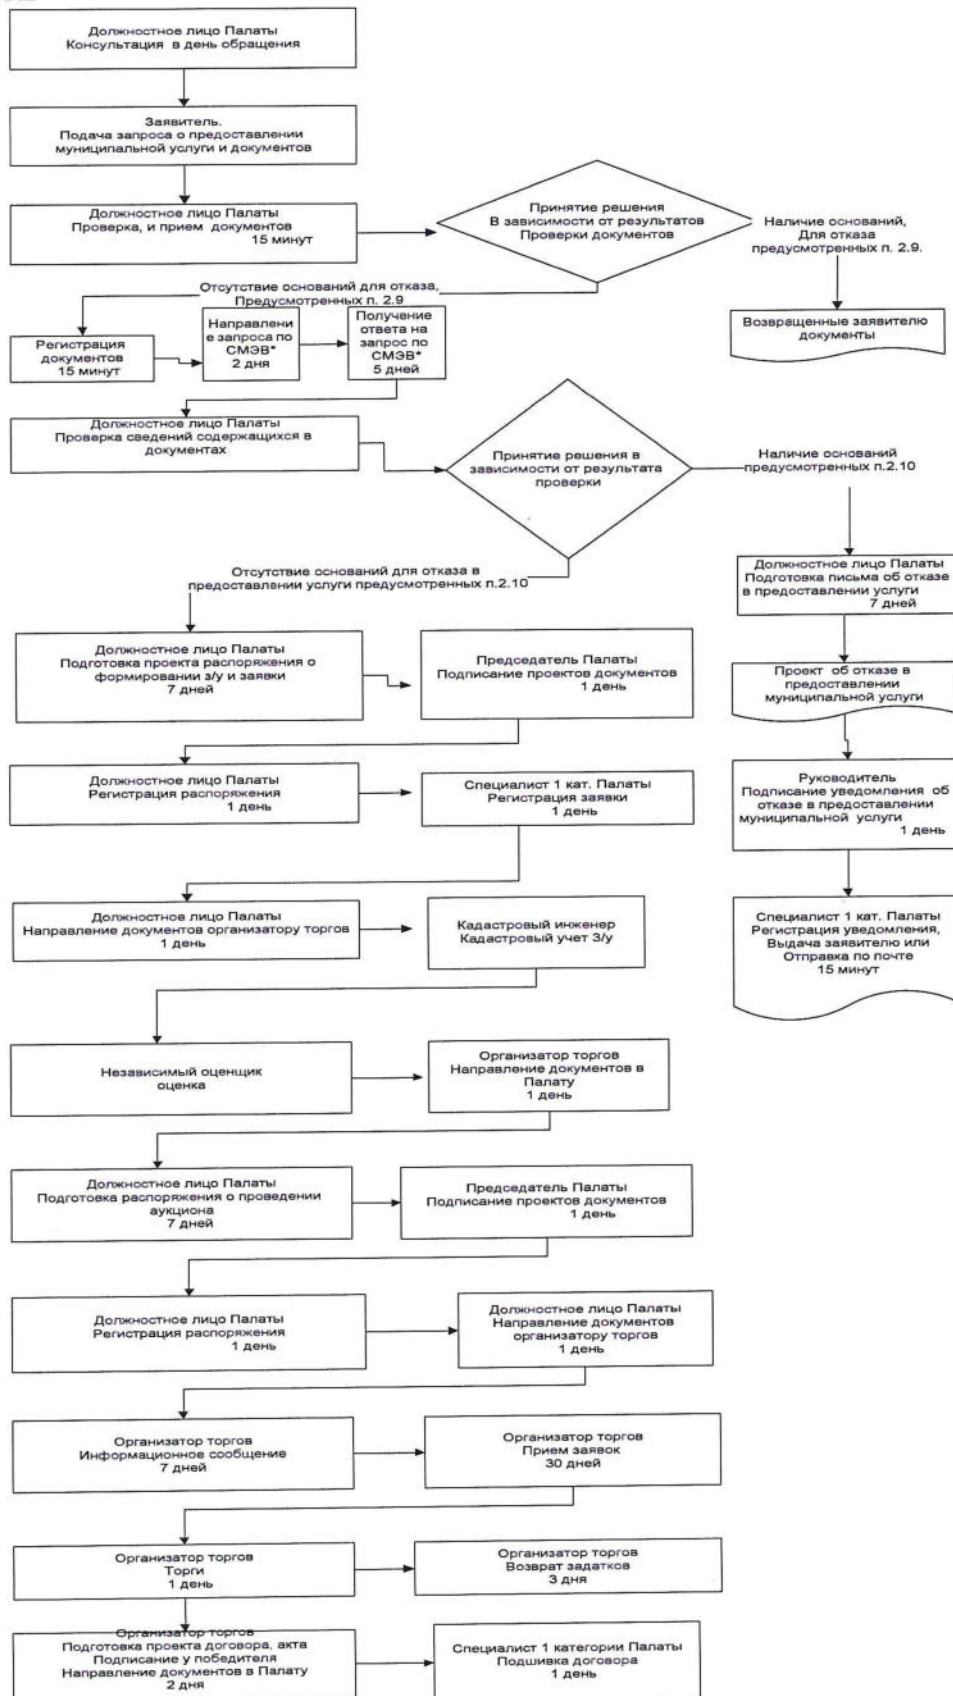 Должностное лицо Палаты
Консультация в день обращения
Заявитель.
Подача запроса о предоставлении
муниципальной услуги и документов
Должностное лицо Палаты
Проверка, и прием документов
15 минут
Принятие решения
В зависимости от результатов
Проверки документов
Наличие оснований,
Для отказа
предусмотренных п. 2.9.
Возвращенные заявителю
документы
Отсутствие оснований для отказа,
Предусмотренных п. 2.9
Регистрация
документов
15 минут
Направлени
е запроса по
СМЭВ*
2 дня
Получение
ответа на
запрос по
СМЭВ*
5 дней
Должностное лицо Палаты
Проверка сведений содержащихся в
документах
Принятие решения в
зависимости от результата
проверки
Наличие оснований
предусмотренных п.2.10
Отсутствие оснований для отказа в
предоставлении услуги предусмотренных п.2.10
Должностное лицо Палаты
Подготовка письма об отказе
в предоставлении услуги
7 дней
Должностное лицо Палаты
Подготовка проекта распоряжения о
формировании з/у и заявки
7 дней
Председатель Палаты
Подписание проектов документов
1 день
Проект об отказе в
предоставлении
муниципальной услуги
Должностное лицо Палаты
Регистрация распоряжения
1 день
Специалист 1 кат. Палаты
Регистрация заявки
1 день
Руководитель
Подписание уведомления об
отказе в предоставлении
муниципальной услуги
1 день
Должностное лицо Палаты
Направление документов организатору торгов
1 день
Кадастровый инженер
Кадастровый учет З/у
Специалист 1 кат. Палаты
Регистрация уведомления,
Выдача заявителю или
Отправка по почте
15 минут
Независимый оценщик
оценка
Организатор торгов
Направление документов в
Палату
1 день
Должностное лицо Палаты
Подготовка распоряжения о проведении
аукциона
7 дней
Председатель Палаты
Подписание проектов документов
1 день
Должностное лицо Палаты
Регистрация распоряжения
1 день
Должностное лицо Палаты
Направление документов
организатору торгов
1 день
Организатор торгов
Информационное сообщение
7 дней
Организатор торгов
Прием заявок
30 дней
Организатор торгов
Торги
1 день
Организатор торгов
Возврат задатков
3 дня
Организатор торгов
Подготовка проекта договора, акта
Подписание у победителя
Направление документов в Палату
2 дня
Специалист 1 категории Палаты
Подшивка договора
1 день